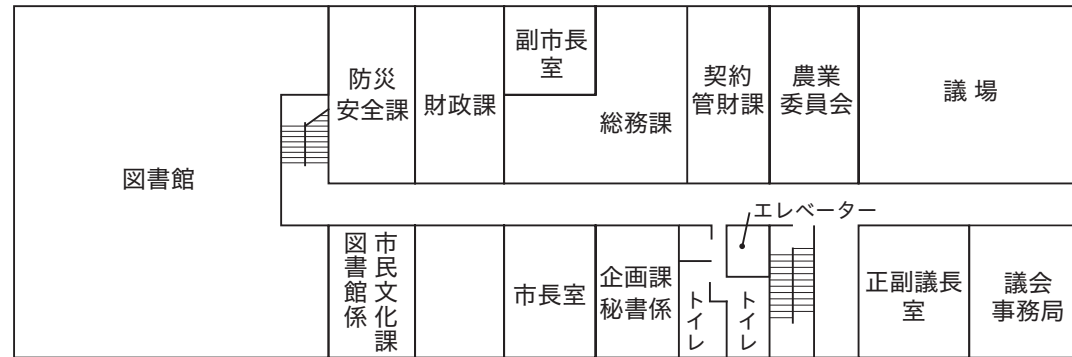 図書館
防災
安全課
財政課
副市長
室
総務課
契約
管財課
農業
委員会
議場
エレベーター
市民文化課
図書館係
市長室
企画課
秘書係
トイレ
トイレ
正副議長
室
議会
事務局